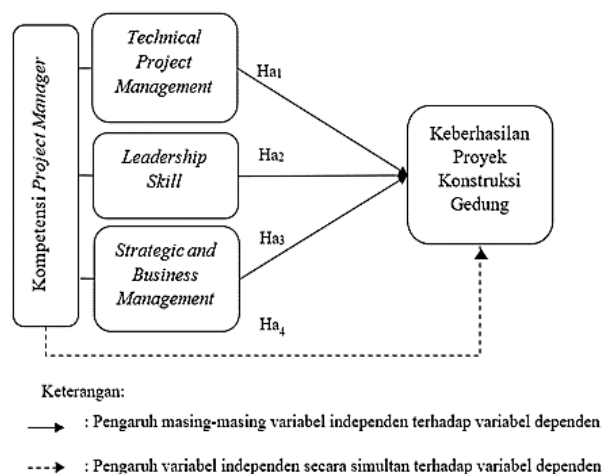 Kompetensi Project Manager
Technical
Project
Management
Leadership
Skill
Strategic and
Business
Management
Ha1
Ha2
Ha3
Ha4
Keberhasilan
Proyek
Konstruksi
Gedung
Keterangan:
: Pengaruh masing-masing variabel independen terhadap variabel dependen
: Pengaruh variabel independen secara simultan terhadap variabel dependen